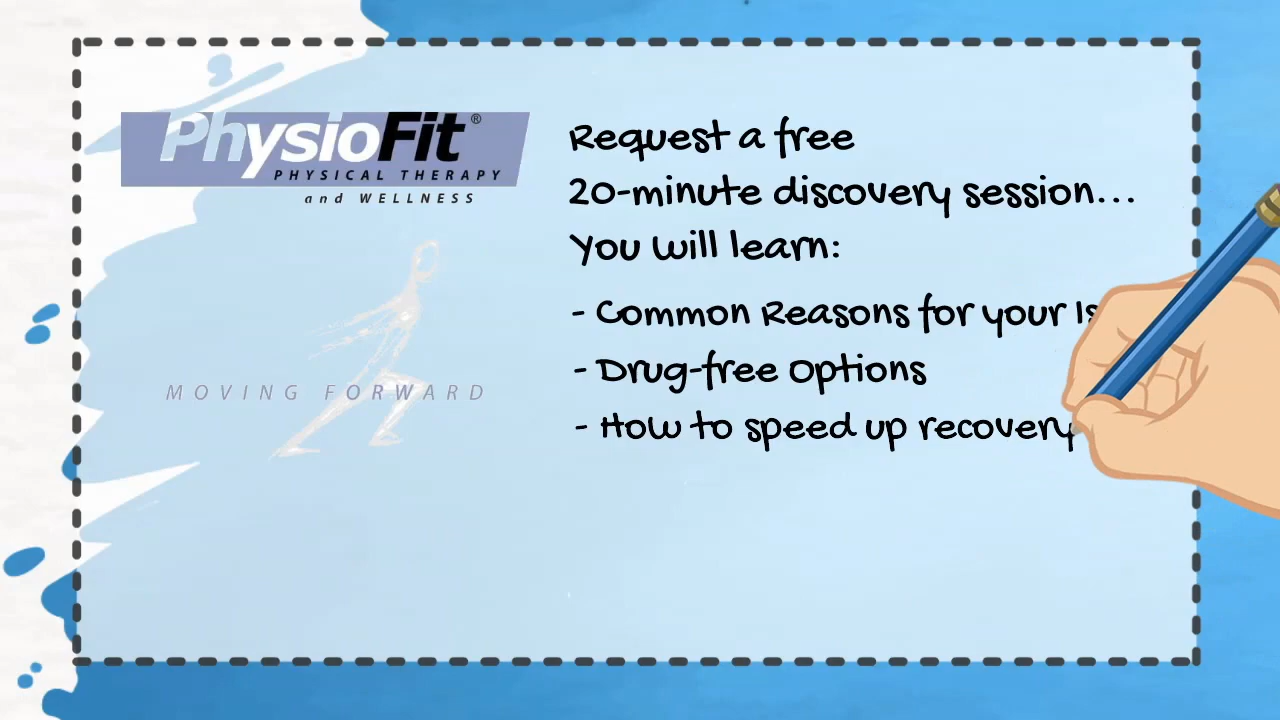 PhysioFit®
PHYSICAL THERAPY
and WELLNESS
MOVING FORWARD
Request a free
20-minute discovery session...
You will learn:
- Common Reasons for your
- Drug-free Options
- How to speed up recovery